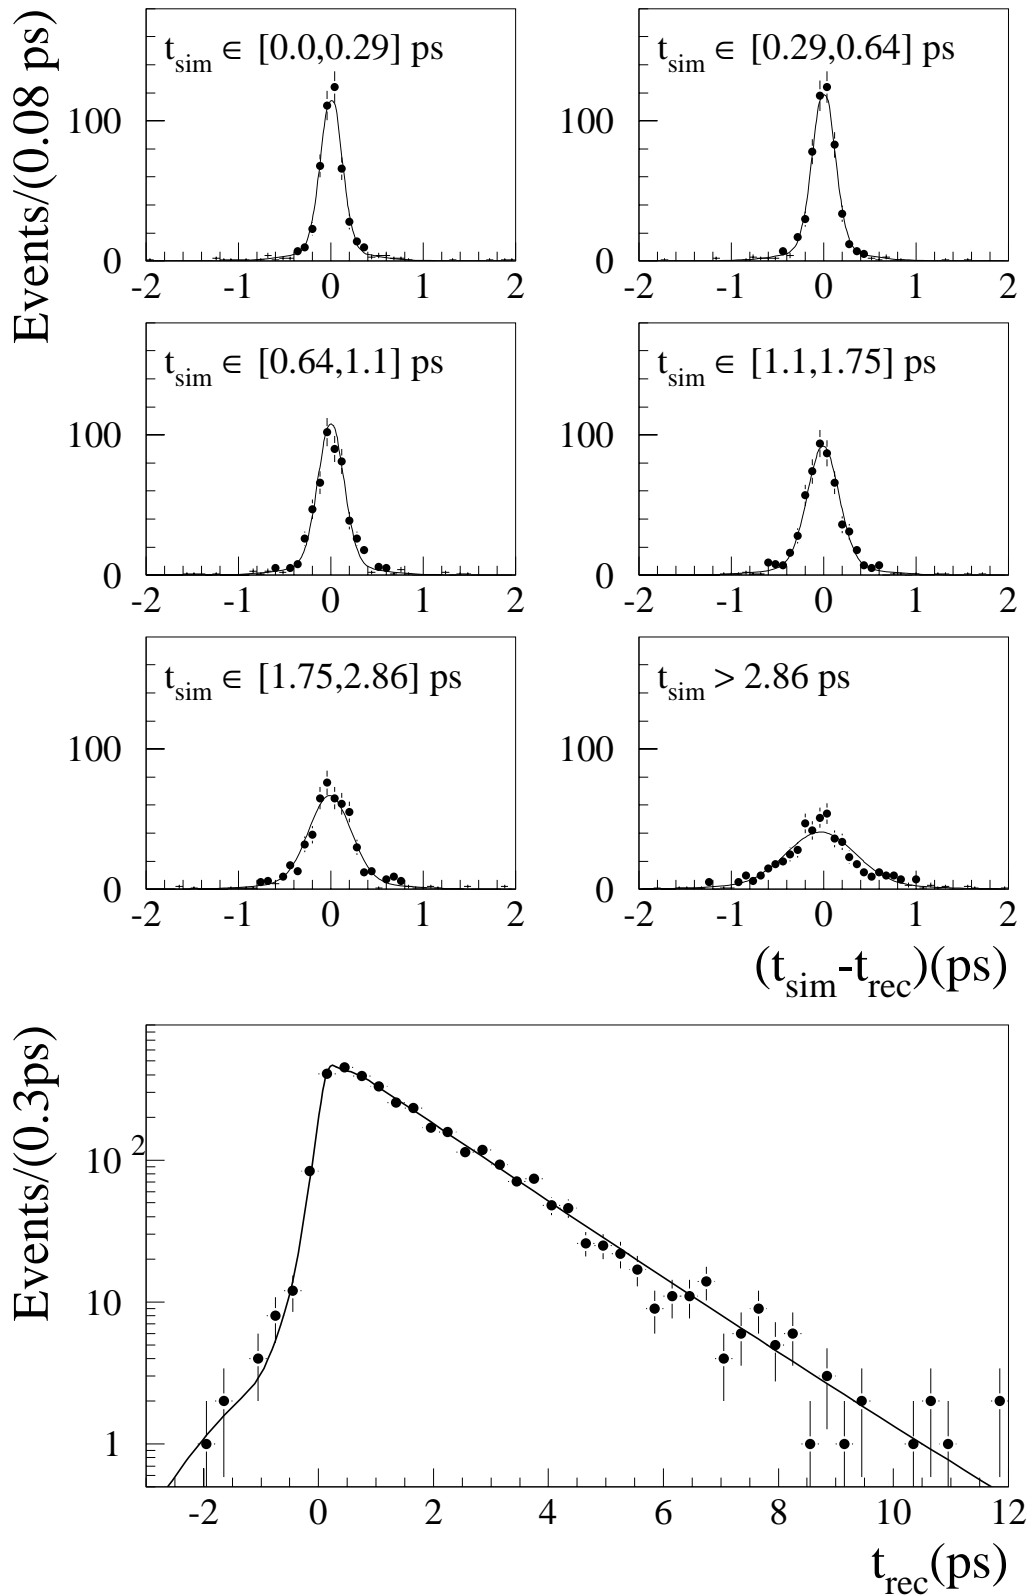 Events/(0.08 ps)
t_sim ∈ [0.0,0.29] ps
100
0
-2 -1 0 1 2
t_sim ∈ [0.29,0.64] ps
100
0
-2 -1 0 1 2
t_sim ∈ [0.64,1.1] ps
100
0
-2 -1 0 1 2
t_sim ∈ [1.1,1.75] ps
100
0
-2 -1 0 1 2
t_sim ∈ [1.75,2.86] ps
100
0
-2 -1 0 1 2
t_sim > 2.86 ps
100
0
-2 -1 0 1 2
(t_sim-t_rec)(ps)
Events/(0.3ps)
10^2
10
1
-2 0 2 4 6 8 10 12
t_rec(ps)